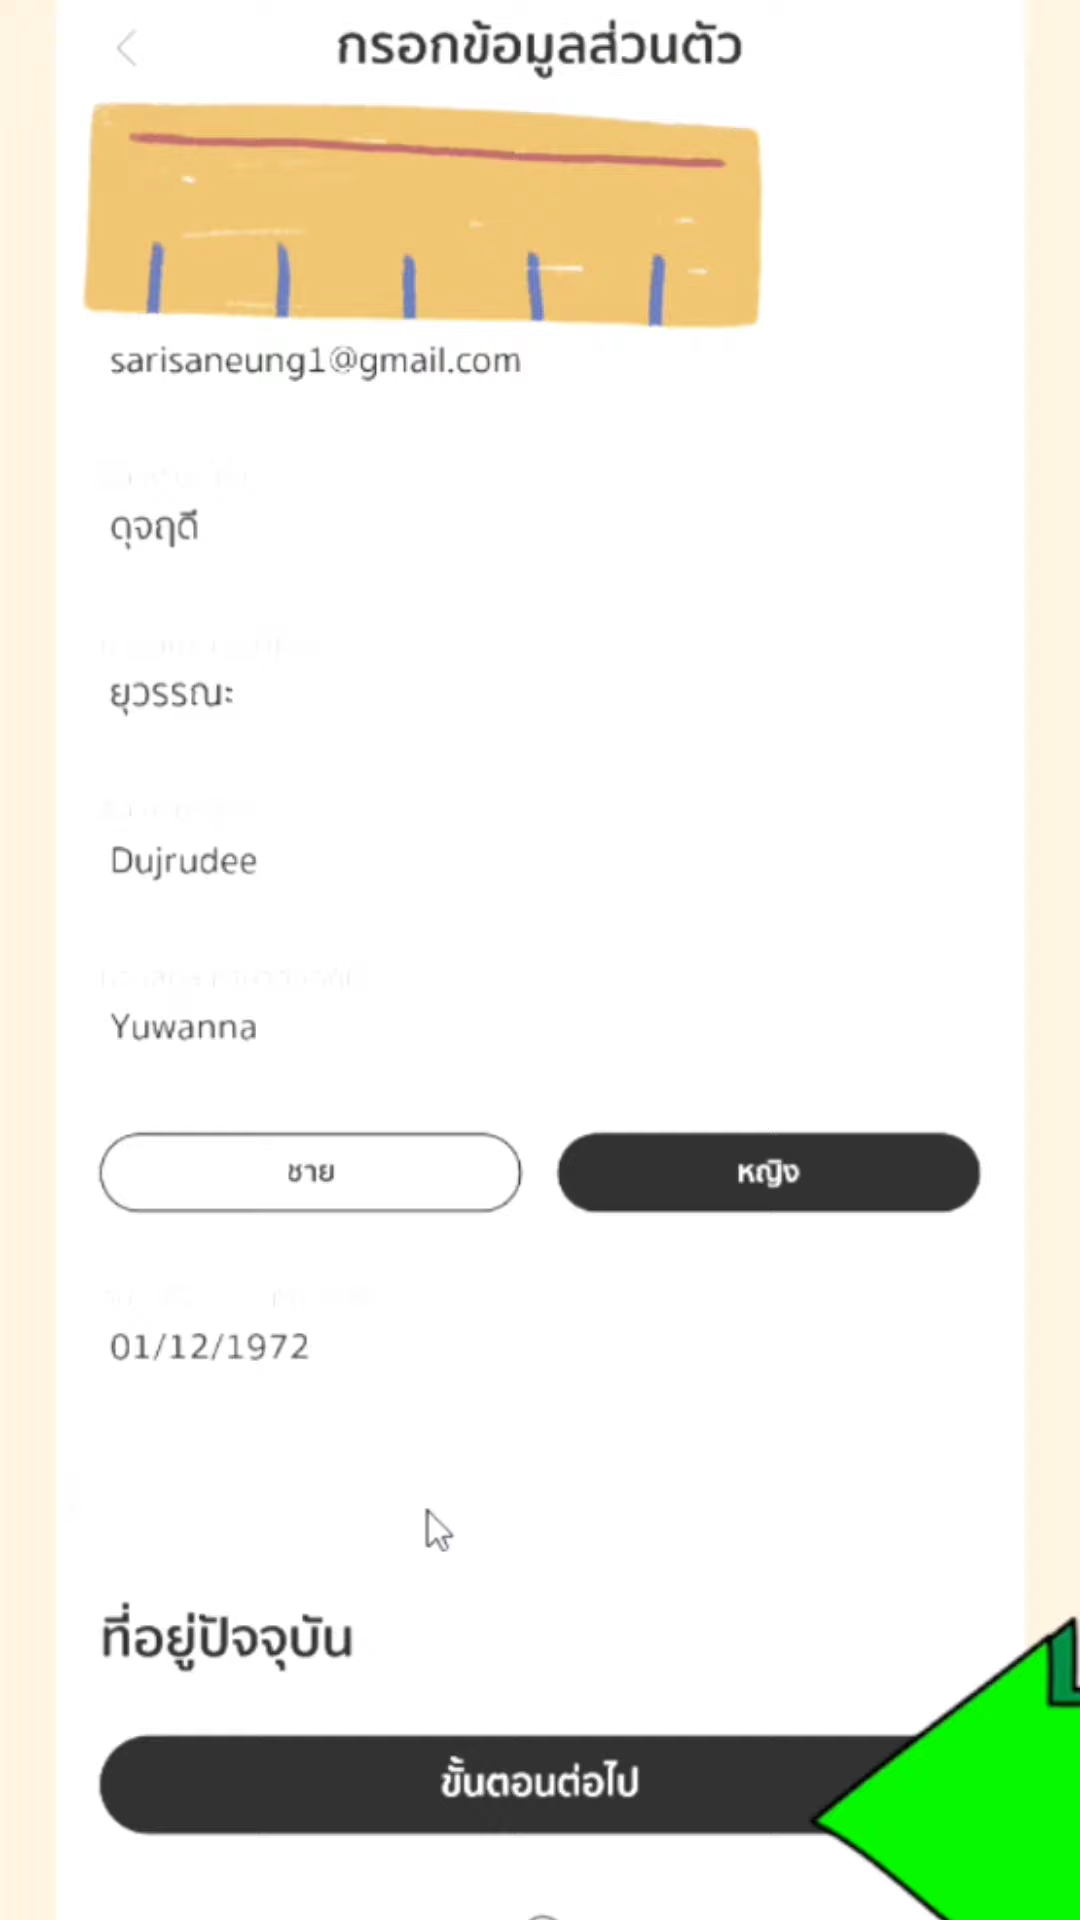 กรอกข้อมูลส่วนตัว
sarisaneung1@gmail.com
ดุจฤดี
ยุวรรณะ
Dujrudee
Yuwanna
ชาย
หญิง
01/12/1972
ที่อยู่ปัจจุบัน
ขั้นตอนต่อไป